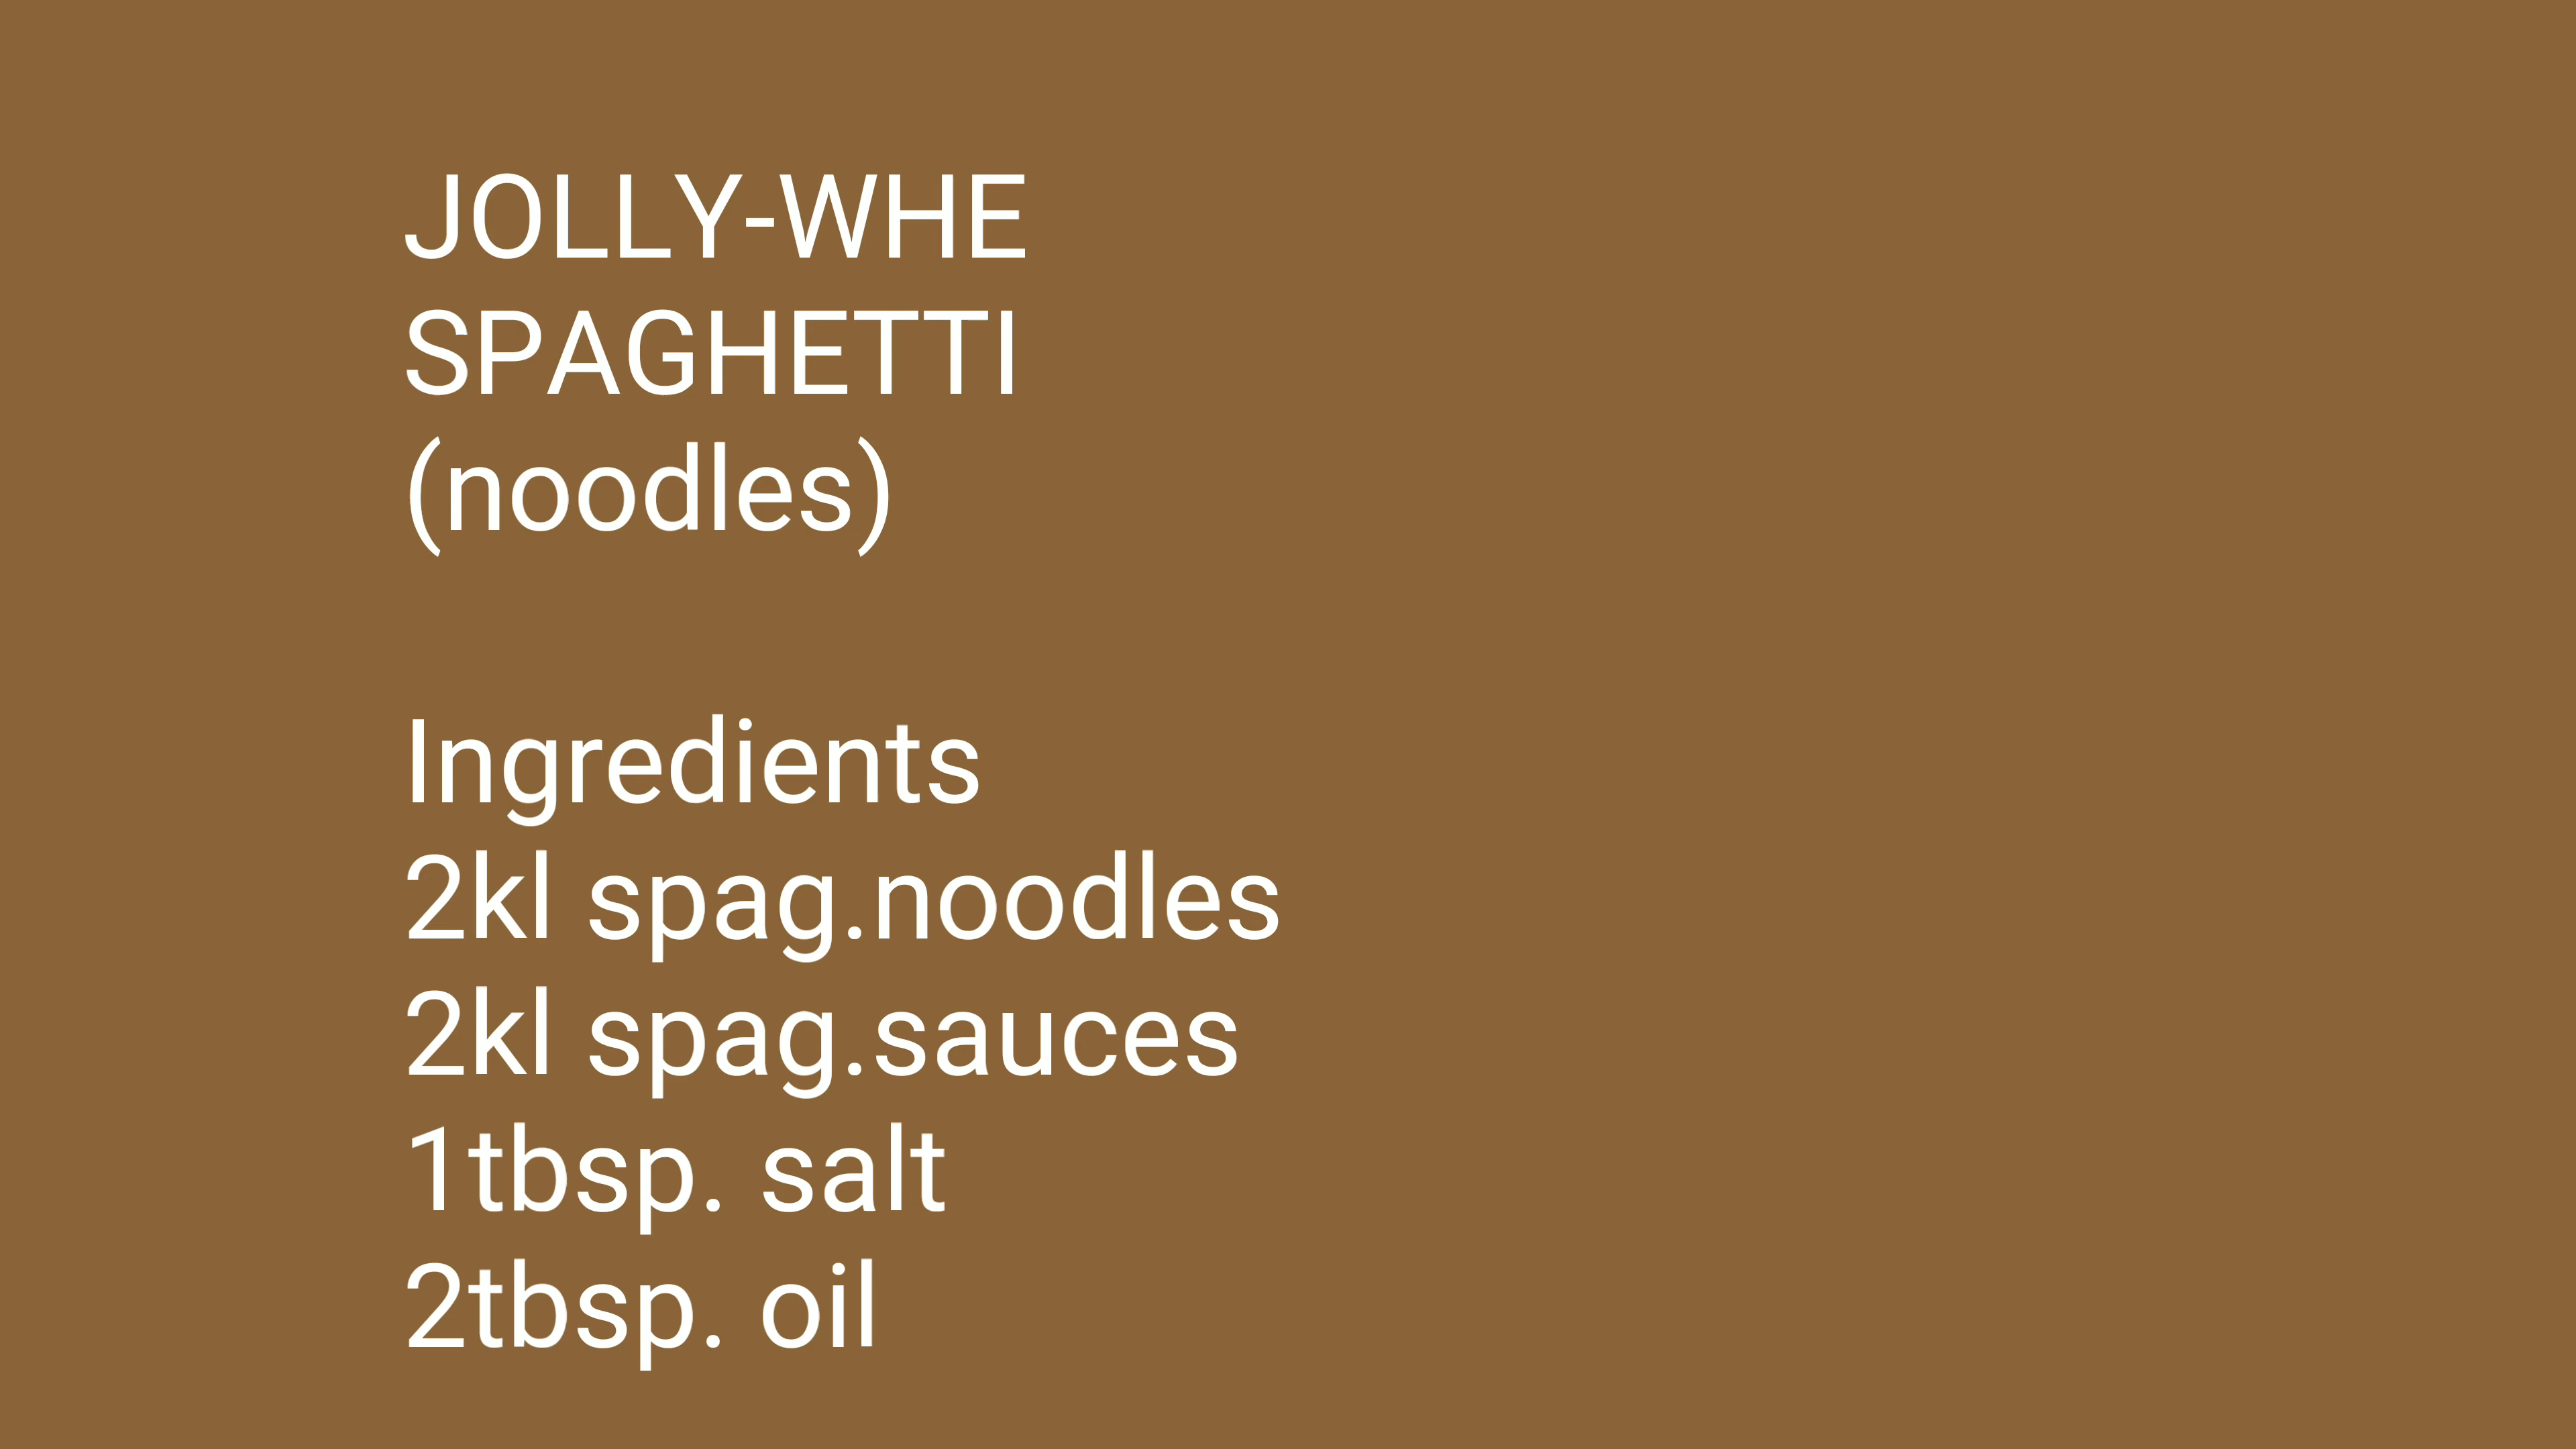 JOLLY-WHE
SPAGHETTI
(noodles)
Ingredients
2kl spag.noodles
2kl spag.sauces
1tbsp. salt
2tbsp. oil